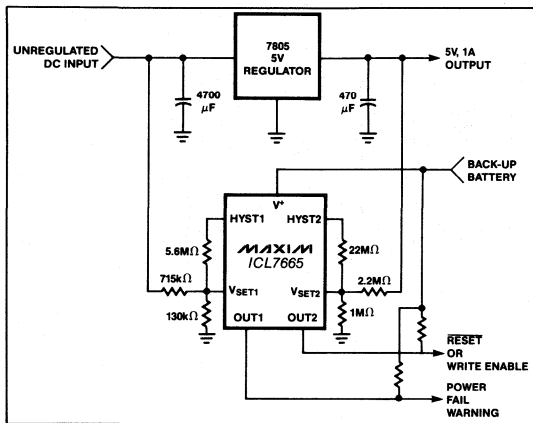 UNREGULATED
DC INPUT
7805
5V
REGULATOR
5V, 1A
OUTPUT
4700
μF
470
μF
BACK-UP
BATTERY
V+
HYST1
HYST2
5.6MΩ
MAXIM
ICL7665
22MΩ
715kΩ
2.2MΩ
VSET1
VSET2
130kΩ
1MΩ
OUT1
OUT2
RESET
OR
WRITE ENABLE
POWER
FAIL
WARNING